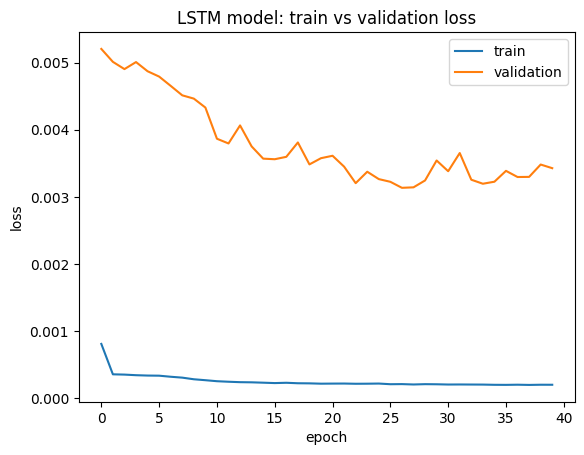 LSTM model: train vs validation loss
train
validation
0.005
0.004
0.003
0.002
0.001
0.000
loss
0 5 10 15 20 25 30 35 40
epoch